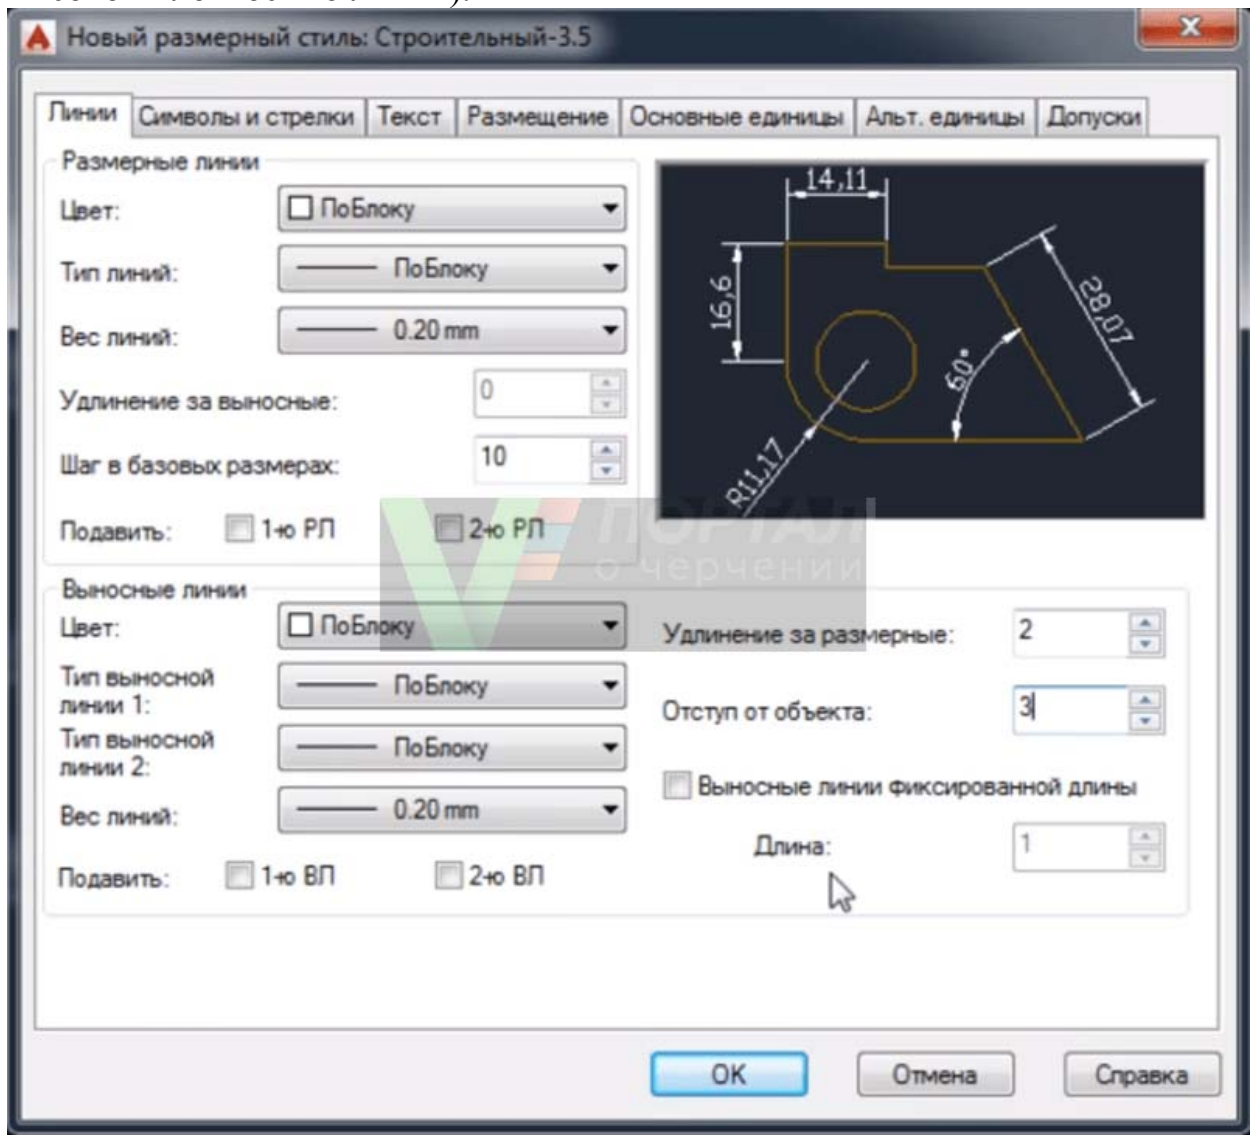 Новый размерный стиль: Строительный-3.5
Линии Символы и стрелки Текст Размещение Основные единицы Альт. единицы Допуски
Размерные линии
Цвет: ПоБлоку
Тип линий: ПоБлоку
Вес линий: 0.20 mm
Удлинение за выносные: 0
Шаг в базовых размерах: 10
Подавить: 1-ю РЛ 2-ю РЛ
14,11
16,6
28,07
60°
R11,17
ПОРТАЛ
о черчении
Выносные линии
Цвет: ПоБлоку
Тип выносной
линии 1: ПоБлоку
Тип выносной
линии 2: ПоБлоку
Вес линий: 0.20 mm
Подавить: 1-ю ВЛ 2-ю ВЛ
Удлинение за размерные: 2
Отступ от объекта: 3
Выносные линии фиксированной длины
Длина: 1
OK Отмена Справка